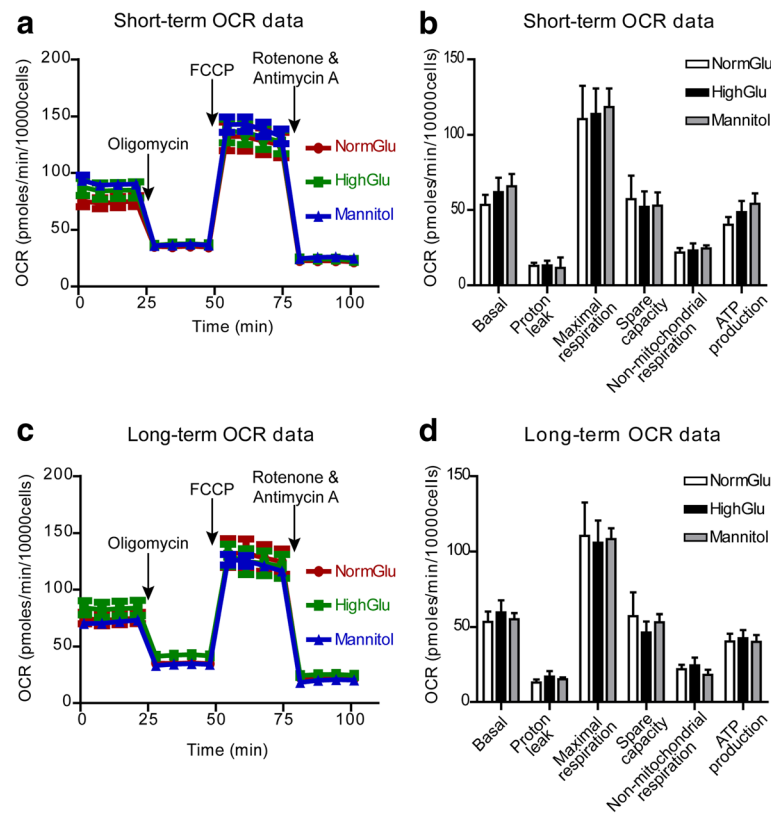 a
Short-term OCR data
OCR (pmoles/min/10000cells)
200
150
100
50
0
0
25
50
75
100
Time (min)
Oligomycin
FCCP
Rotenone &
Antimycin A
NormGlu
HighGlu
Mannitol
b
Short-term OCR data
OCR (pmoles/min/10000cells)
150
100
50
0
NormGlu
HighGlu
Mannitol
Basal
Proton
leak
Maximal
respiration
Spare
capacity
Non-mitochondrial
respiration
ATP
production
c
Long-term OCR data
OCR (pmoles/min/10000cells)
200
150
100
50
0
0
25
50
75
100
Time (min)
Oligomycin
FCCP
Rotenone &
Antimycin A
NormGlu
HighGlu
Mannitol
d
Long-term OCR data
OCR (pmoles/min/10000cells)
150
100
50
0
NormGlu
HighGlu
Mannitol
Basal
Proton
leak
Maximal
respiration
Spare
capacity
Non-mitochondrial
respiration
ATP
production